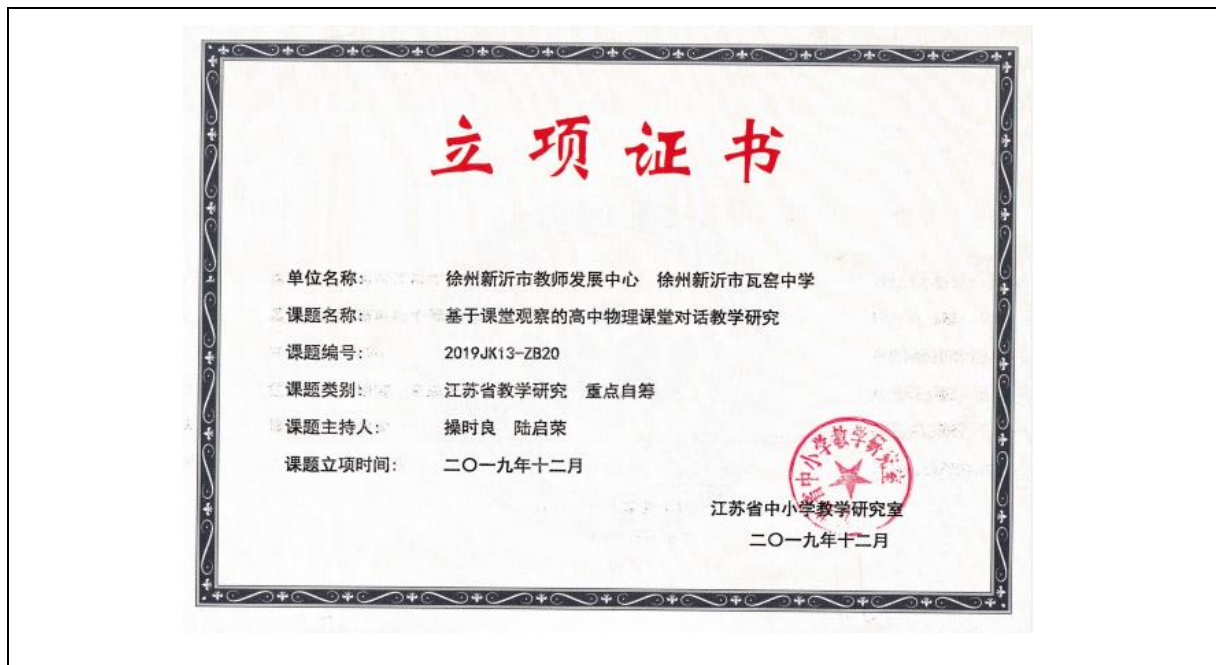 立项证书
单位名称: 徐州新沂市教师发展中心 徐州新沂市瓦窑中学
课题名称: 基于课堂观察的高中物理课堂对话教学研究
课题编号: 2019JK13-ZB20
课题类别: 江苏省教学研究 重点自筹
课题主持人: 操时良 陆启荣
课题立项时间: 二〇一九年十二月
江苏省中小学教学研究室
二〇一九年十二月